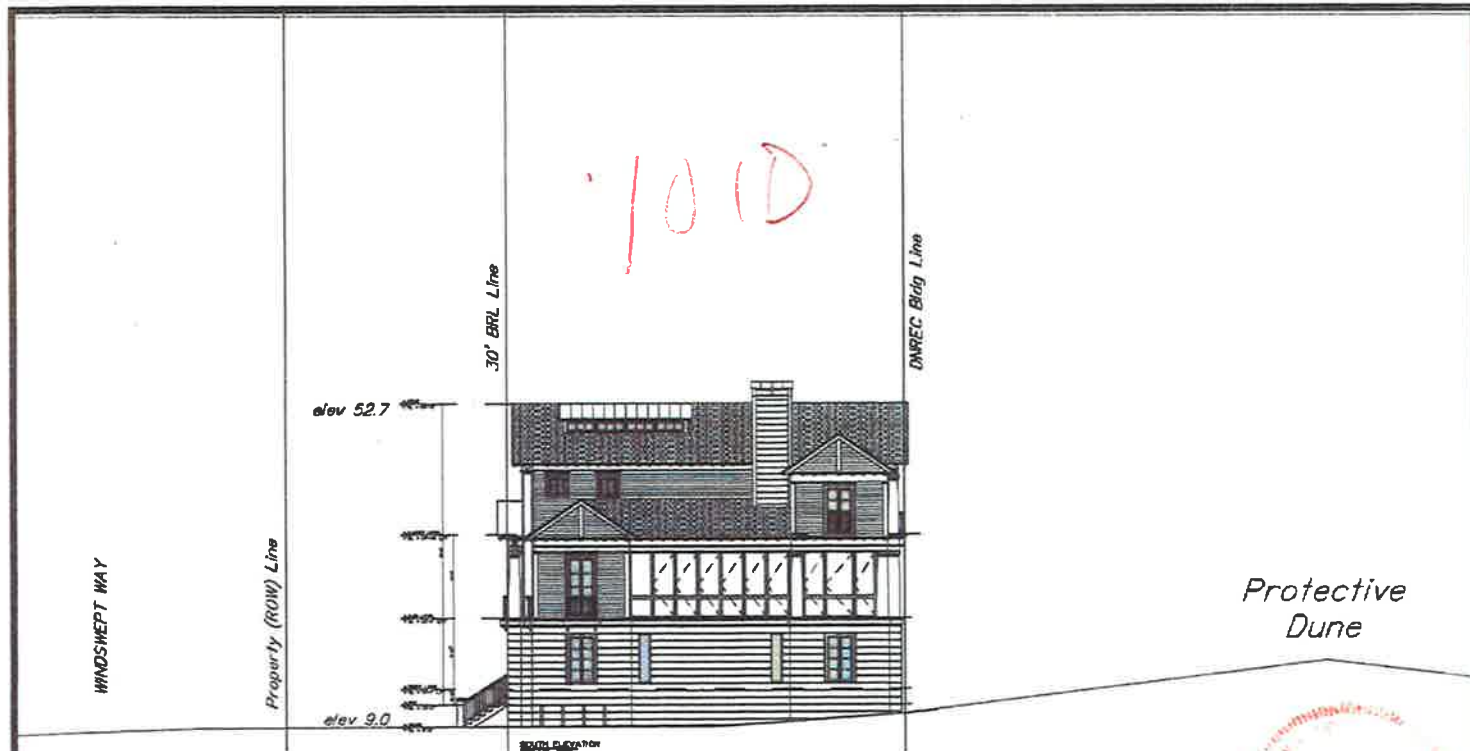 30' BRL Line
DNREC Bldg Line
elev 52.7
WINDSWEPT WAY
Property (ROW) Line
Protective
Dune
elev 9.0
SOUTH ELEVATION